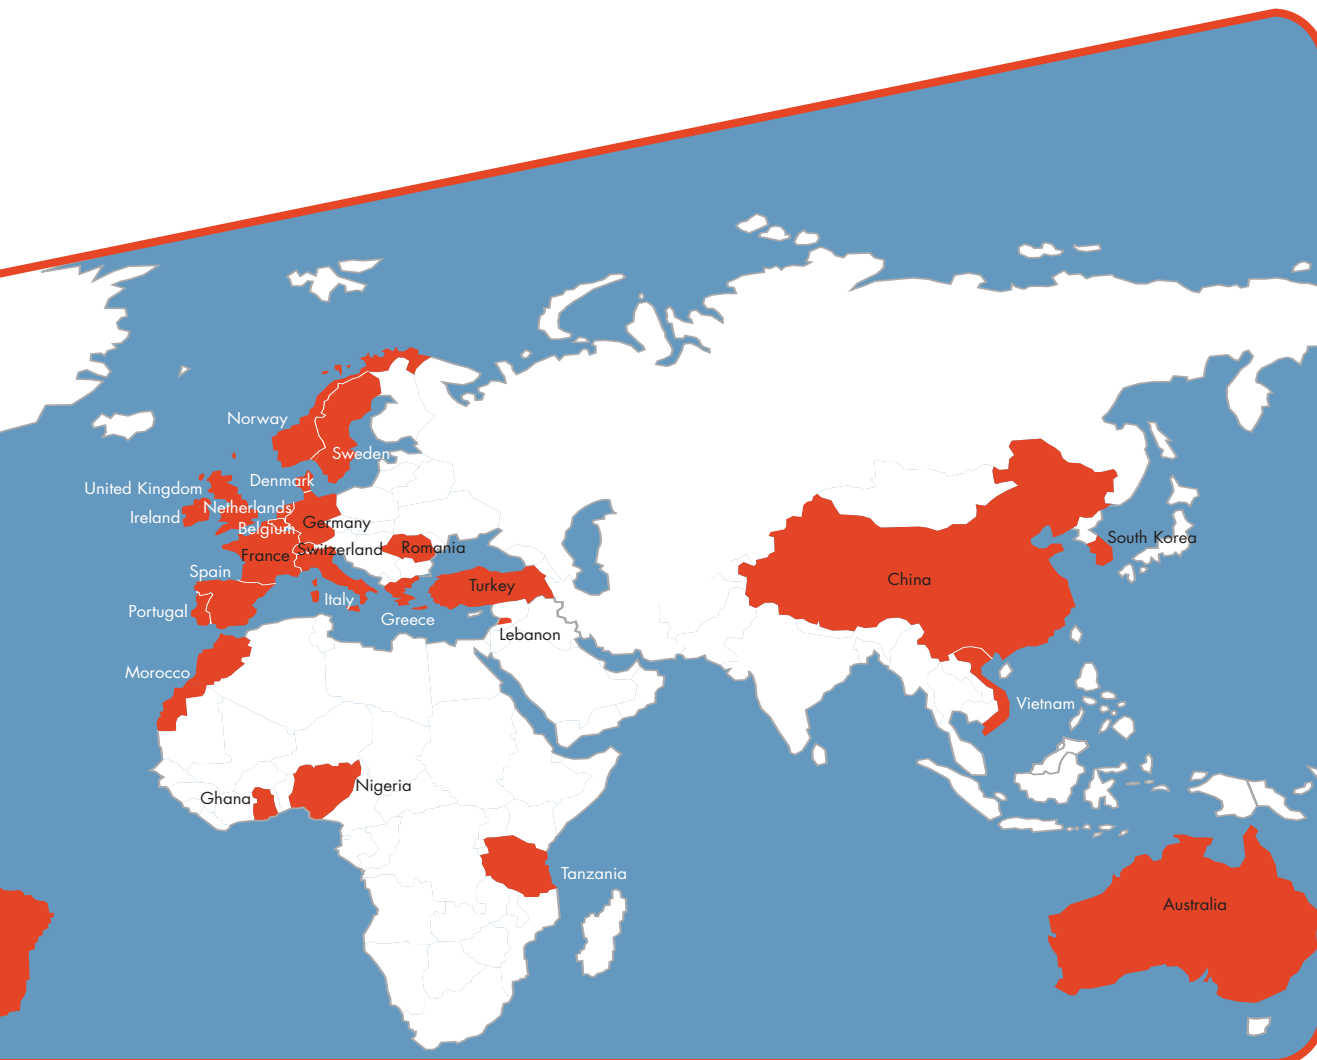 Norway
Sweden
Denmark
United Kingdom
Netherlands
Ireland
Germany
Belgium
Switzerland
Romania
France
South Korea
Spain
China
Turkey
Italy
Portugal
Greece
Lebanon
Morocco
Vietnam
Nigeria
Ghana
Tanzania
Australia